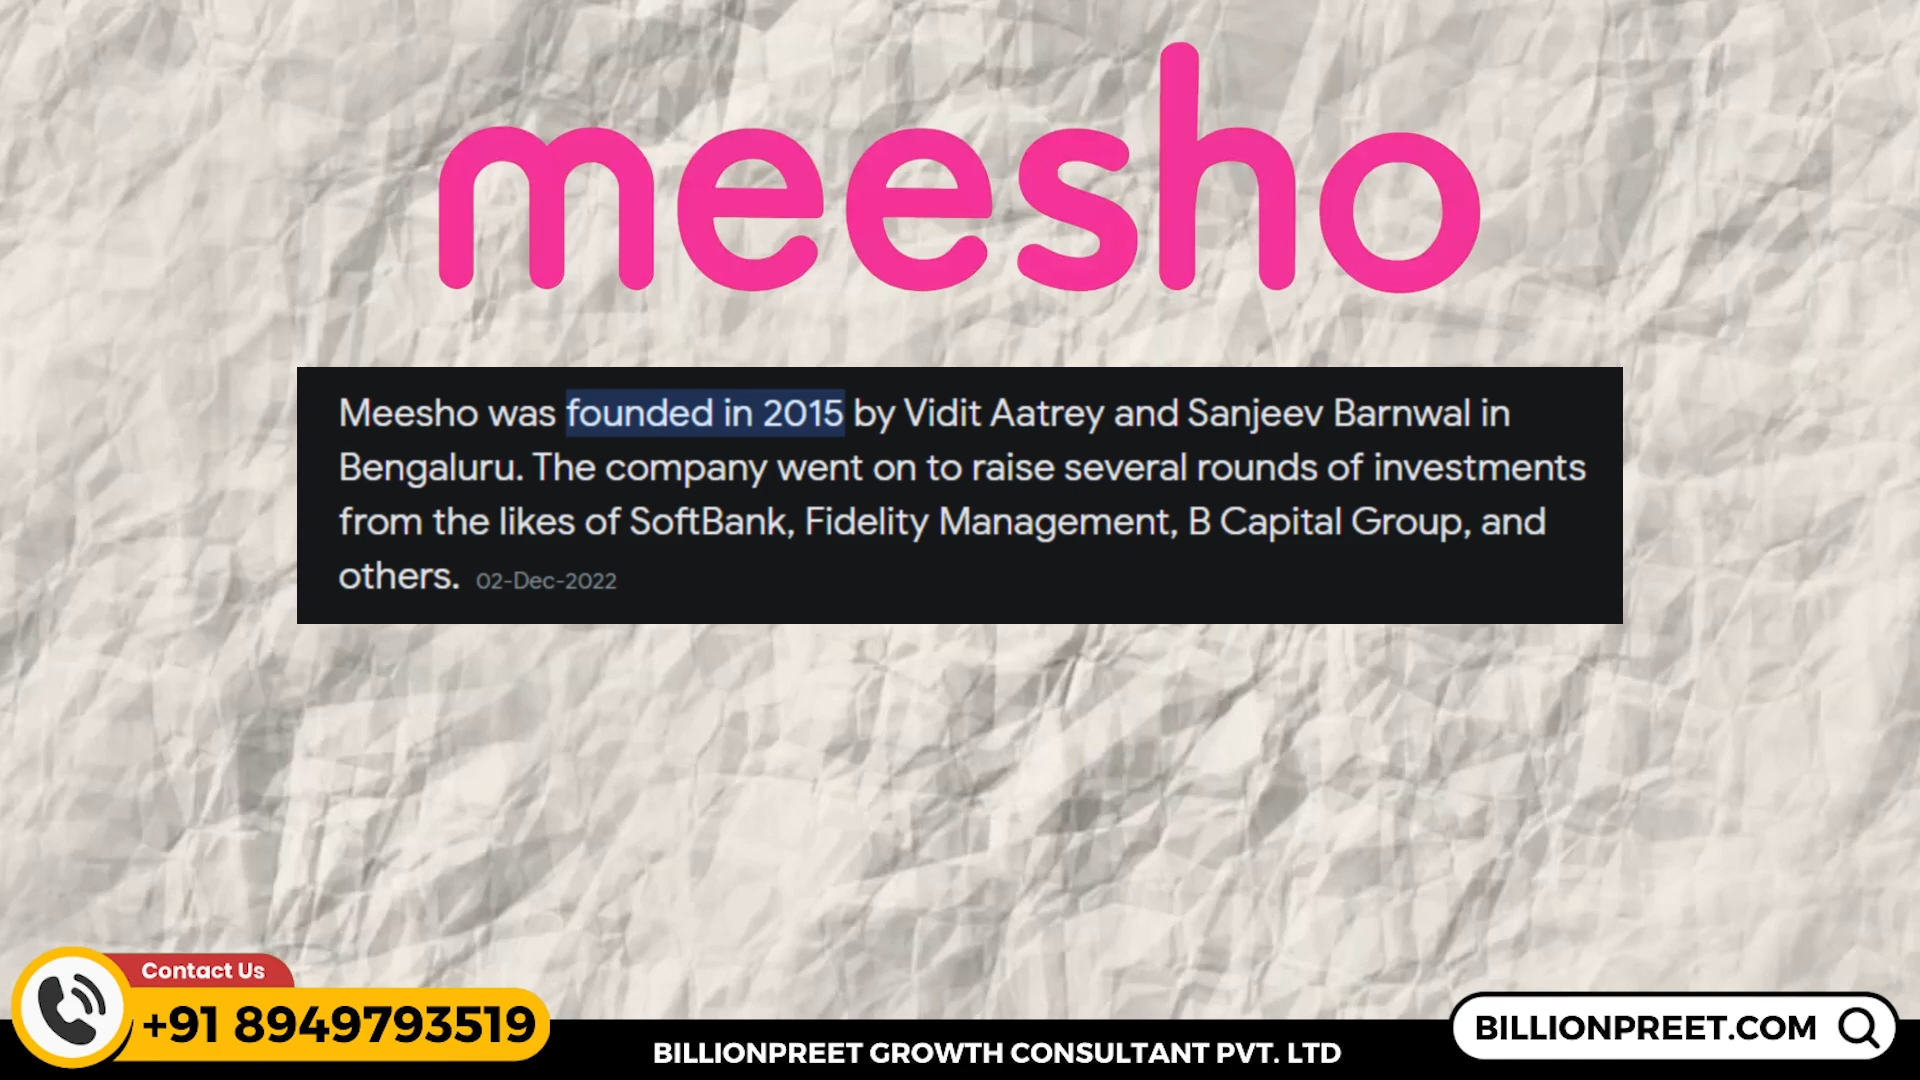 meesho
Meesho was founded in 2015 by Vidit Aatrey and Sanjeev Barnwal in
Bengaluru. The company went on to raise several rounds of investments
from the likes of SoftBank, Fidelity Management, B Capital Group, and
others. 02-Dec-2022
Contact Us
+91 8949793519
BILLIONPREET GROWTH CONSULTANT PVT. LTD
BILLIONPREET.COM